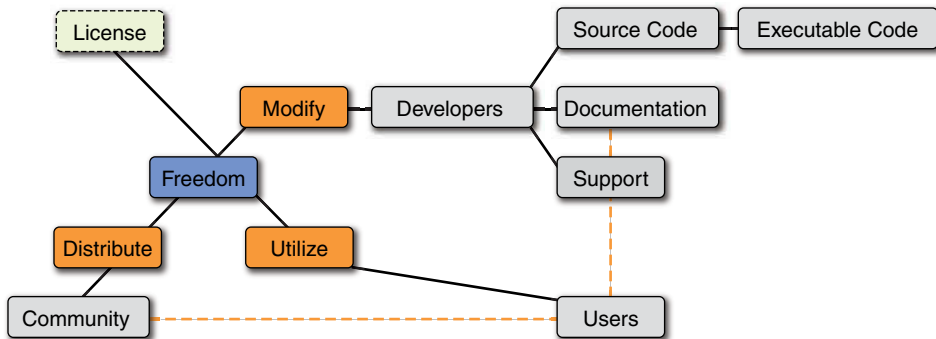 License
Source Code
Executable Code
Modify
Developers
Documentation
Freedom
Support
Distribute
Utilize
Community
Users